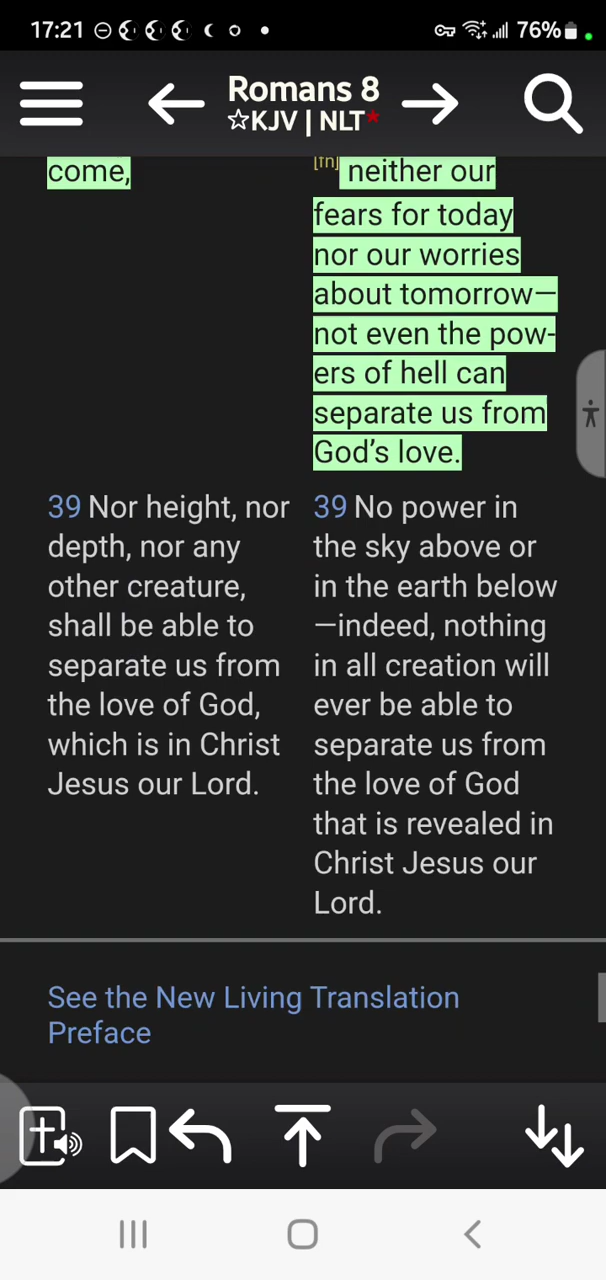 17:21 76%
Romans 8
☆KJV | NLT*
come,
[fn] neither our
fears for today
nor our worries
about tomorrow—
not even the pow-
ers of hell can
separate us from
God’s love.
39 Nor height, nor
depth, nor any
other creature,
shall be able to
separate us from
the love of God,
which is in Christ
Jesus our Lord.
39 No power in
the sky above or
in the earth below
—indeed, nothing
in all creation will
ever be able to
separate us from
the love of God
that is revealed in
Christ Jesus our
Lord.
See the New Living Translation
Preface